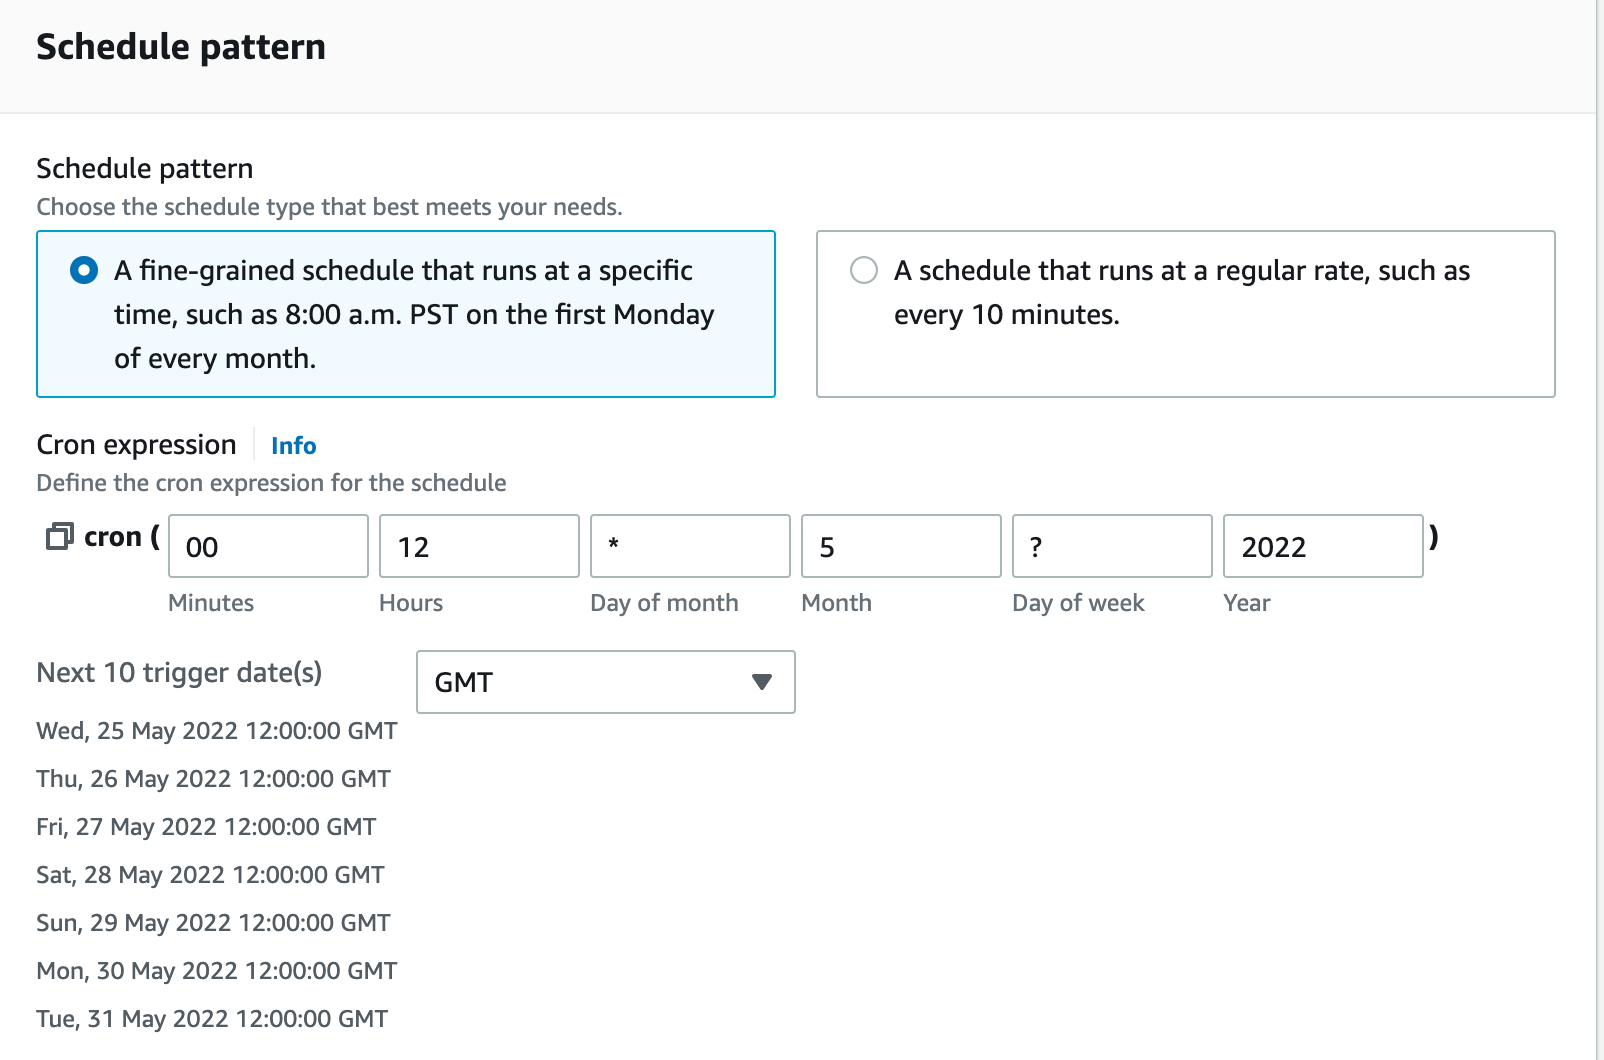 Schedule pattern
Schedule pattern
Choose the schedule type that best meets your needs.
A fine-grained schedule that runs at a specific
time, such as 8:00 a.m. PST on the first Monday
of every month.
A schedule that runs at a regular rate, such as
every 10 minutes.
Cron expression Info
Define the cron expression for the schedule
cron ( 00 12 * 5 ? 2022 )
Minutes Hours Day of month Month Day of week Year
Next 10 trigger date(s) GMT
Wed, 25 May 2022 12:00:00 GMT
Thu, 26 May 2022 12:00:00 GMT
Fri, 27 May 2022 12:00:00 GMT
Sat, 28 May 2022 12:00:00 GMT
Sun, 29 May 2022 12:00:00 GMT
Mon, 30 May 2022 12:00:00 GMT
Tue, 31 May 2022 12:00:00 GMT